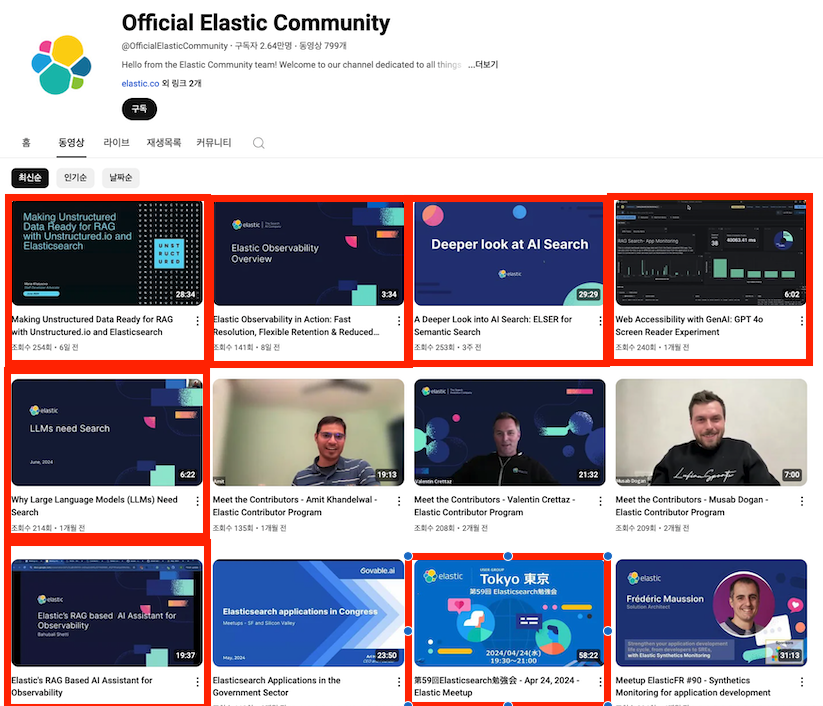 Official Elastic Community
@OfficialElasticCommunity · 구독자 2.64만명 · 동영상 799개
Hello from the Elastic Community team! Welcome to our channel dedicated to all things ...더보기
elastic.co 외 링크 2개
구독
홈 동영상 라이브 재생목록 커뮤니티
최신순 인기순 날짜순
Making Unstructured
Data Ready for RAG
with Unstructured.io and
Elasticsearch
UNST
RUCT
URED
28:34
Making Unstructured Data Ready for RAG
with Unstructured.io and Elasticsearch
조회수 254회 · 6일 전
elastic
Elastic Observability
Overview
3:34
Elastic Observability in Action: Fast
Resolution, Flexible Retention & Reduced...
조회수 141회 · 8일 전
Deeper look at AI Search
elastic
29:29
A Deeper Look into AI Search: ELSER for
Semantic Search
조회수 253회 · 3주 전
RAG Search- App Monitoring
38
43063.41 ms
6:02
Web Accessibility with GenAI: GPT 4o
Screen Reader Experiment
조회수 240회 · 1개월 전
elastic
LLMs need Search
June, 2024
6:22
Why Large Language Models (LLMs) Need
Search
조회수 214회 · 1개월 전
Amit
19:13
Meet the Contributors - Amit Khandelwal -
Elastic Contributor Program
조회수 135회 · 1개월 전
elastic
Valentin Crettaz
21:32
Meet the Contributors - Valentin Crettaz -
Elastic Contributor Program
조회수 208회 · 2개월 전
Musab Dogan
7:00
Meet the Contributors - Musab Dogan -
Elastic Contributor Program
조회수 209회 · 2개월 전
elastic
Elastic's RAG based AI Assistant for
Observability
Bahubali Shetti
19:37
Elastic's RAG Based AI Assistant for
Observability
Govable.ai
Elasticsearch applications in Congress
Meetups - SF and Silicon Valley
May, 2024
23:50
Elasticsearch Applications in the
Government Sector
elastic
USER GROUP
Tokyo 東京
第59回 Elasticsearch勉強会
2024/04/24(水)
19:30～21:00
58:22
第59回Elasticsearch勉強会 - Apr 24, 2024 -
Elastic Meetup
elastic
Frédéric Maussion
Solution Architect
Strengthen your application development
life cycle, from developers to SREs,
with Elastic Synthetics Monitoring
31:13
Meetup ElasticFR #90 - Synthetics
Monitoring for application development